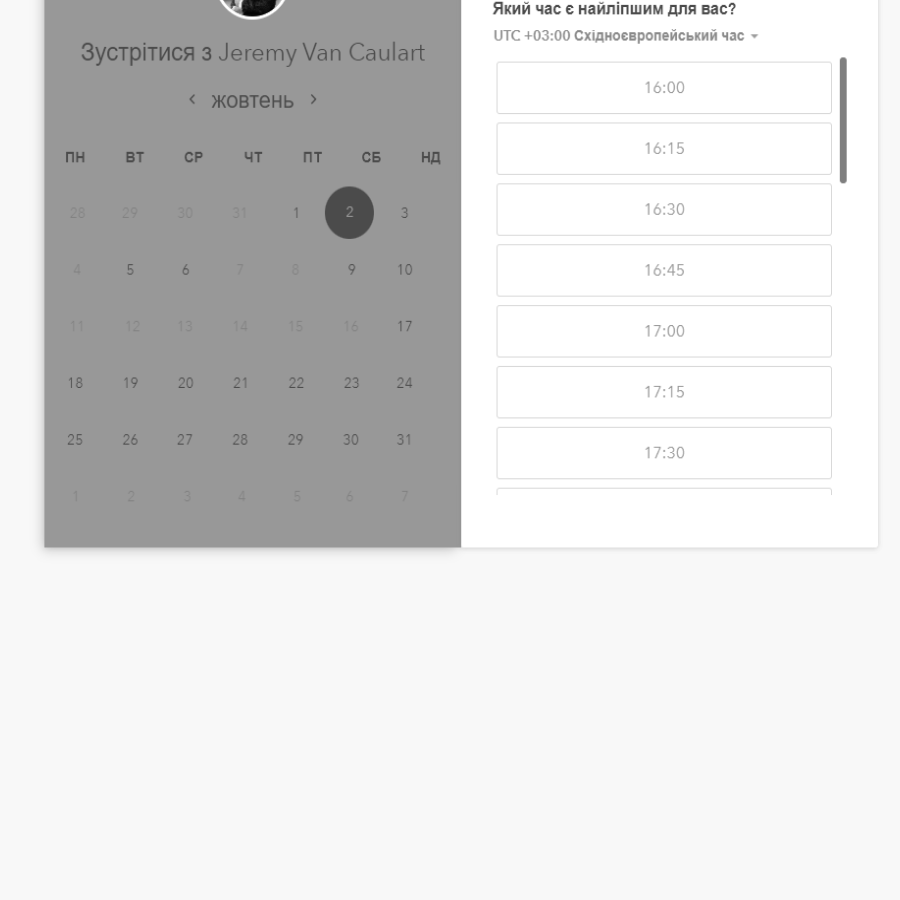 Зустрітися з Jeremy Van Caulart
‹ жовтень ›
ПН ВТ СР ЧТ ПТ СБ НД
28 29 30 31 1 2 3
4 5 6 7 8 9 10
11 12 13 14 15 16 17
18 19 20 21 22 23 24
25 26 27 28 29 30 31
1 2 3 4 5 6 7
Який час є найліпшим для вас?
UTC +03:00 Східноєвропейський час
16:00
16:15
16:30
16:45
17:00
17:15
17:30